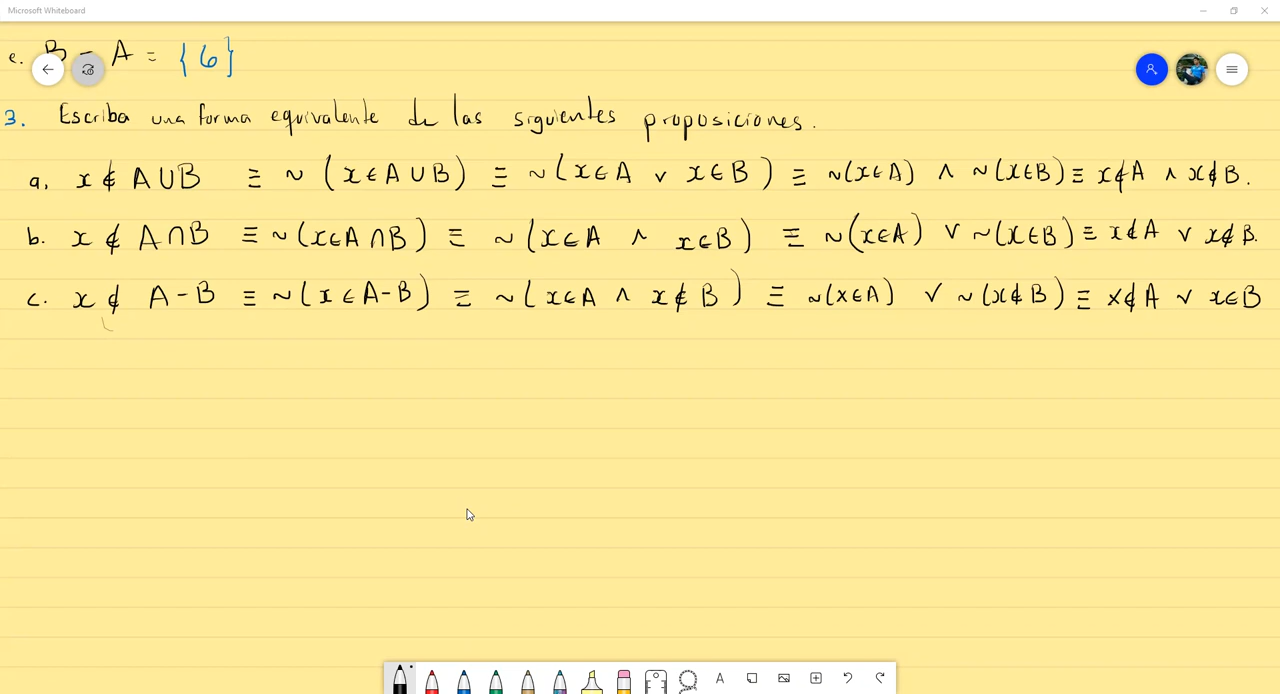 Microsoft Whiteboard
e. B - A = {6}
3. Escriba una forma equivalente de las siguientes proposiciones.
a. x ∉ A ∪ B ≡ ~ (x ∈ A ∪ B) ≡ ~(x ∈ A ∨ x ∈ B) ≡ ~(x ∈ A) ∧ ~(x ∈ B) ≡ x ∉ A ∧ x ∉ B.
b. x ∉ A ∩ B ≡ ~(x ∈ A ∩ B) ≡ ~(x ∈ A ∧ x ∈ B) ≡ ~(x ∈ A) ∨ ~(x ∈ B) ≡ x ∉ A ∨ x ∉ B.
c. x ∉ A - B ≡ ~(x ∈ A - B) ≡ ~(x ∈ A ∧ x ∉ B) ≡ ~(x ∈ A) ∨ ~(x ∉ B) ≡ x ∉ A ∨ x ∈ B